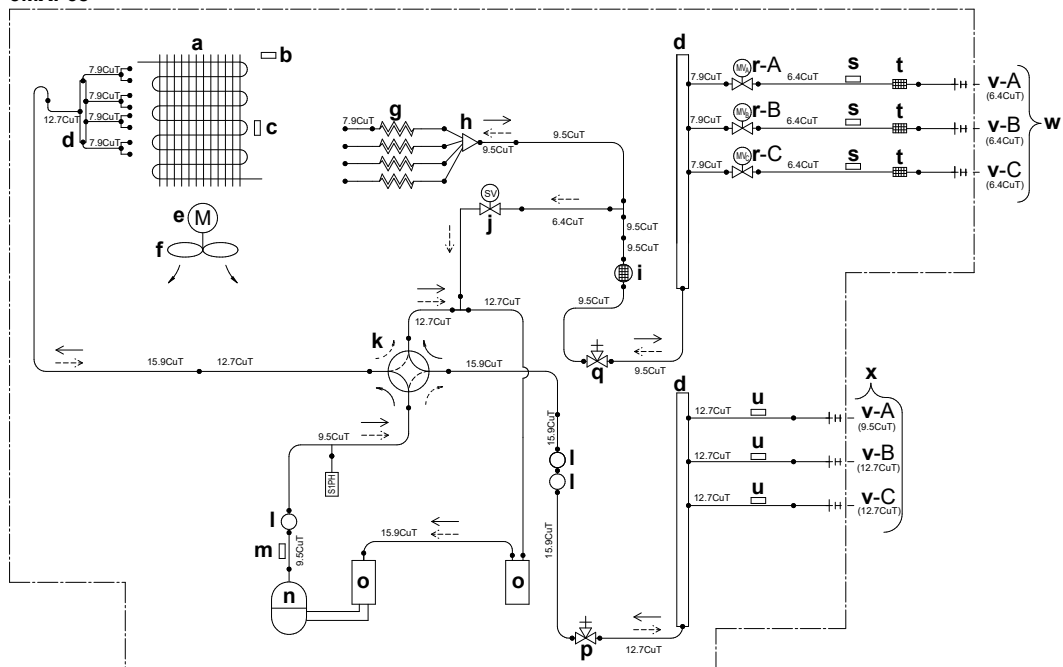 a
b
d
7.9CuT
r-A
s
t
7.9CuT
MVA
6.4CuT
v-A
(6.4CuT)
7.9CuT
g
h
7.9CuT
12.7CuT
7.9CuT
c
9.5CuT
9.5CuT
r-B
s
t
w
7.9CuT
MVB
6.4CuT
v-B
(6.4CuT)
d
7.9CuT
r-C
s
t
7.9CuT
MVC
6.4CuT
v-C
(6.4CuT)
SV
j
6.4CuT
e
M
f
9.5CuT
9.5CuT
i
9.5CuT
12.7CuT
12.7CuT
k
15.9CuT
12.7CuT
15.9CuT
q
9.5CuT
d
x
12.7CuT
u
v-A
(9.5CuT)
9.5CuT
15.9CuT
12.7CuT
u
v-B
(12.7CuT)
S1PH
l
l
12.7CuT
u
v-C
(12.7CuT)
l
m
9.5CuT
15.9CuT
15.9CuT
n
o
o
p
12.7CuT